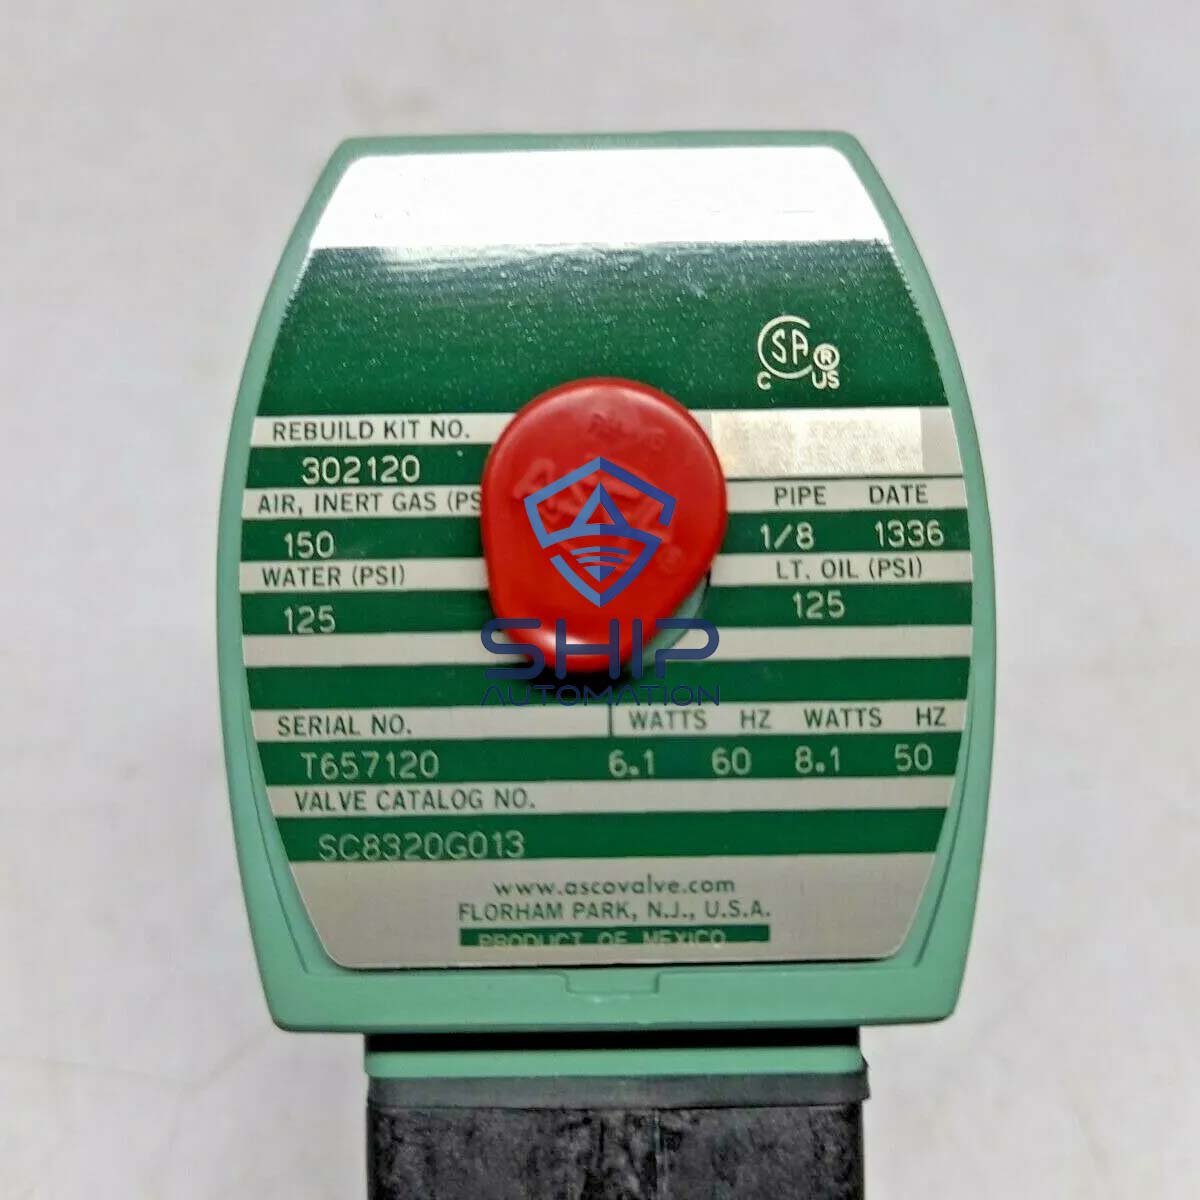 C SA ® US
REBUILD KIT NO.
302120
AIR, INERT GAS (PS
PIPE DATE
150
1/8 1336
WATER (PSI)
LT. OIL (PSI)
125
125
SHIP
AUTOMATION
SERIAL NO.
WATTS HZ WATTS HZ
T657120
6.1 60 8.1 50
VALVE CATALOG NO.
SC8320G013
www.ascovalve.com
FLORHAM PARK, N.J., U.S.A.
PRODUCT OF MEXICO